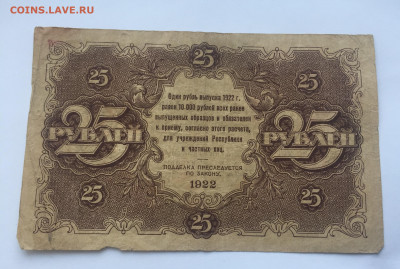 COINS.LAVE.RU
25 25
Один рубль выпуска 1922 г.
равен 10.000 рублей всех ранее
выпущенных образцов и обязателен
к приему, согласно этого расчета,
для учреждений Республики
и частных лиц.
25 РУБЛЕЙ 25 РУБЛЕЙ
ПОДДЕЛКА ПРЕСЛЕДУЕТСЯ
ПО ЗАКОНУ.
1922
25 25
25